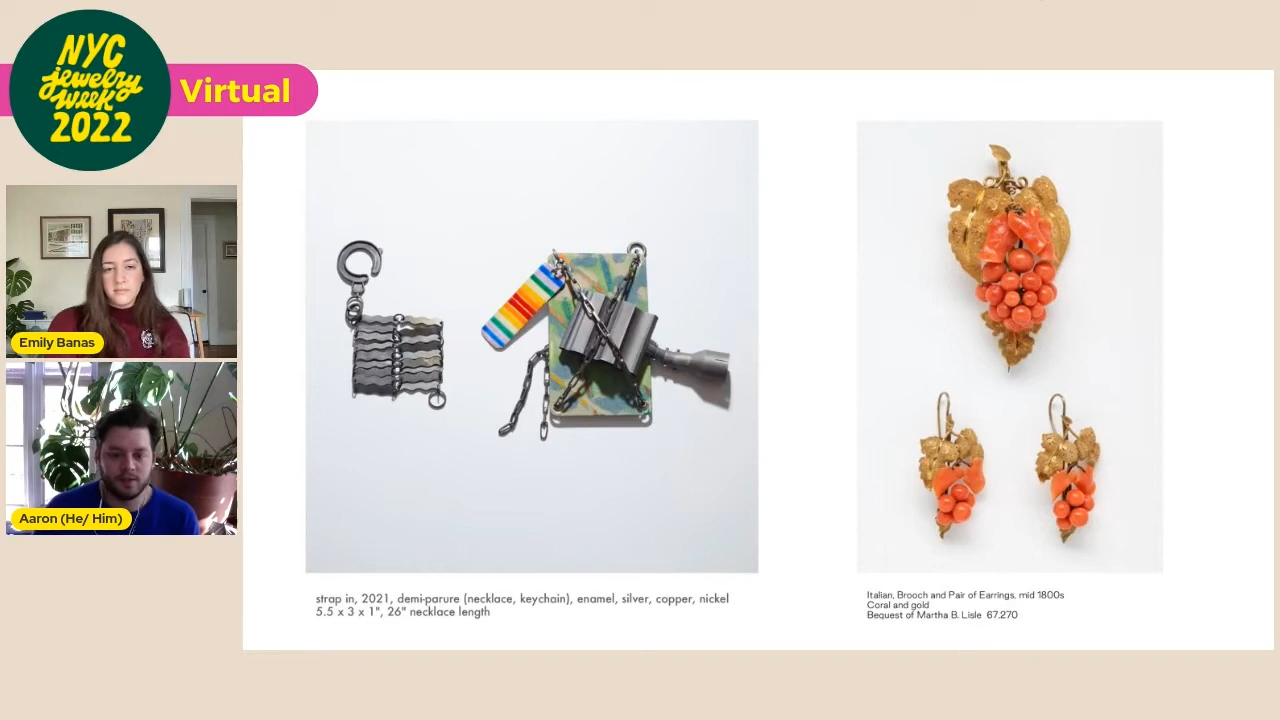 NYC
jewelry
week
2022
Virtual
Emily Banas
Aaron (He/ Him)
strap in, 2021, demi-parure (necklace, keychain), enamel, silver, copper, nickel
5.5 x 3 x 1", 26" necklace length
Italian, Brooch and Pair of Earrings, mid 1800s
Coral and gold
Bequest of Martha B. Lisle 67.270